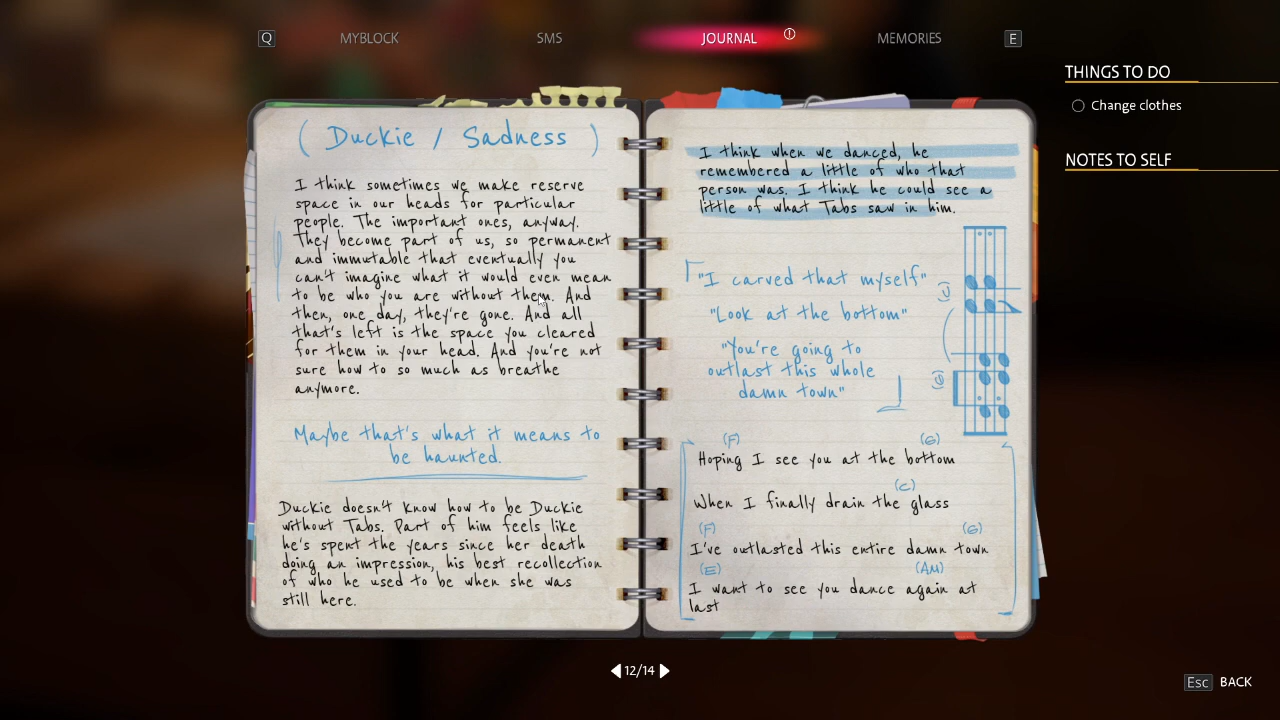 Q
MYBLOCK
SMS
JOURNAL
MEMORIES
E
THINGS TO DO
Change clothes
NOTES TO SELF
( Duckie / Sadness )
I think sometimes we make reserve
space in our heads for particular
people. The important ones, anyway.
They become part of us, so permanent
and immutable that eventually you
can't imagine what it would even mean
to be who you are without them. And
then, one day, they're gone. And all
that's left is the space you cleared
for them in your head. And you're not
sure how to so much as breathe
anymore.
Maybe that's what it means to
be haunted.
Duckie doesn't know how to be Duckie
without Tabs. Part of him feels like
he's spent the years since her death
doing an impression, his best recollection
of who he used to be when she was
still here.
I think when we danced, he
remembered a little of who that
person was. I think he could see a
little of what Tabs saw in him.
"I carved that myself"
"Look at the bottom"
"You're going to
outlast this whole
damn town"
(F) (G)
Hoping I see you at the bottom
(C)
When I finally drain the glass
(F) (G)
I've outlasted this entire damn town
(E) (AM)
I want to see you dance again at
last
12/14
Esc BACK